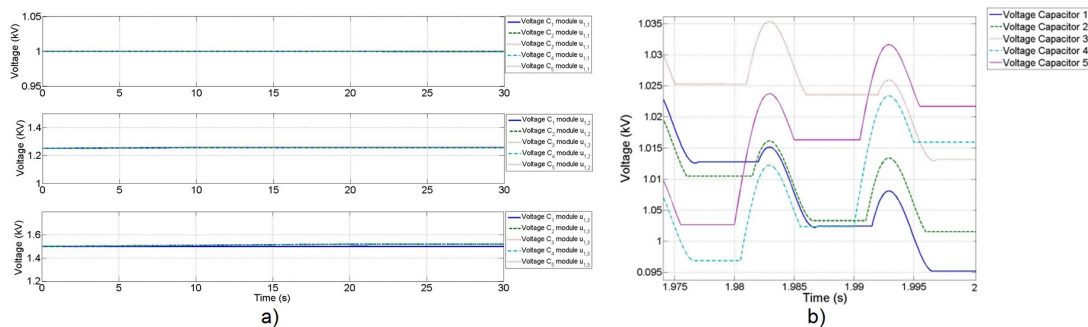 1.05
1
0.95
Voltage (kV)
0 5 10 15 20 25 30
Voltage C1 module u1,1
Voltage C2 module u1,1
Voltage C3 module u1,1
Voltage C4 module u1,1
Voltage C5 module u1,1
1.4
1.2
1
Voltage (kV)
0 5 10 15 20 25 30
Voltage C1 module u1,2
Voltage C2 module u1,2
Voltage C3 module u1,2
Voltage C4 module u1,2
Voltage C5 module u1,2
1.6
1.4
1.2
Voltage (kV)
0 5 10 15 20 25 30
Time (s)
Voltage C1 module u1,3
Voltage C2 module u1,3
Voltage C3 module u1,3
Voltage C4 module u1,3
Voltage C5 module u1,3
a)
1.035
1.03
1.025
1.02
1.015
1.01
1.005
1
0.095
Voltage (kV)
1.975 1.98 1.985 1.99 1.995 2
Time (s)
Voltage Capacitor 1
Voltage Capacitor 2
Voltage Capacitor 3
Voltage Capacitor 4
Voltage Capacitor 5
b)